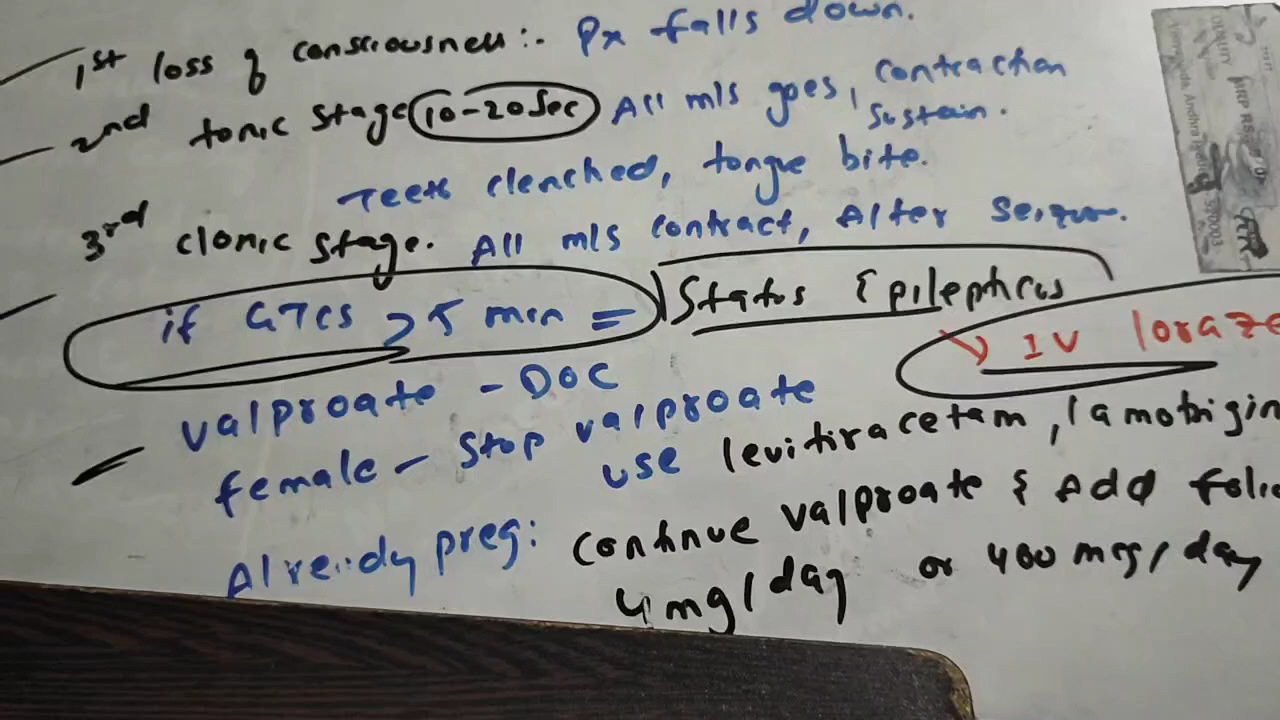 1st loss of consciousness:- Px falls down.
2nd tonic stage 10-20 sec All mls goes, contraction
sustain.
Teeth clenched, tongue bite.
3rd clonic stage. All mls contract, Alter
if GTCS > 5 min = Status Epilepticus
IV loraze
valproate - DOC
female - stop valproate
use levitiracetam, lamotrigin
Already preg: continue valproate & Add folic
4mg/day or 400 mcg/day